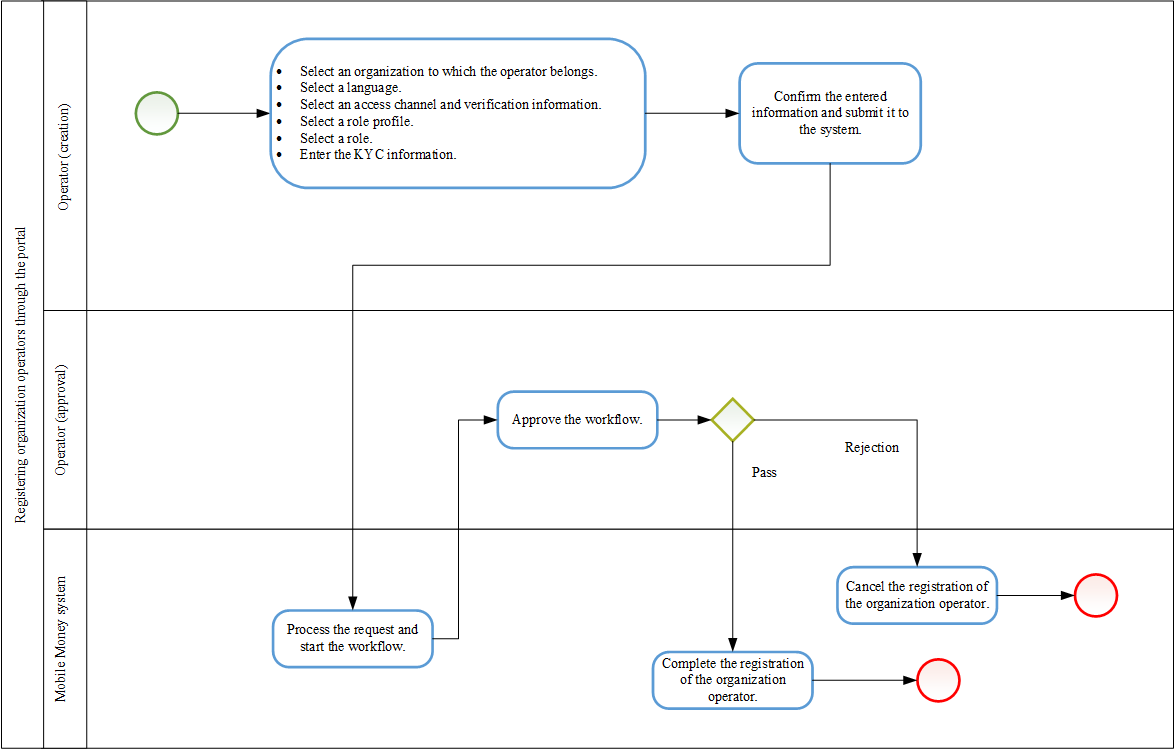 Registering organization operators through the portal
Operator (creation)
• Select an organization to which the operator belongs.
• Select a language.
• Select an access channel and verification information.
• Select a role profile.
• Select a role.
• Enter the KYC information.
Confirm the entered
information and submit it to
the system.
Operator (approval)
Approve the workflow.
Rejection
Pass
Mobile Money system
Process the request and
start the workflow.
Cancel the registration of
the organization operator.
Complete the registration
of the organization
operator.